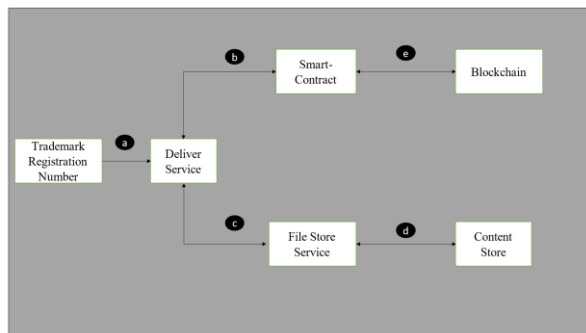 b
Smart-
Contract
e
Blockchain
a
Trademark
Registration
Number
Deliver
Service
c
File Store
Service
d
Content
Store